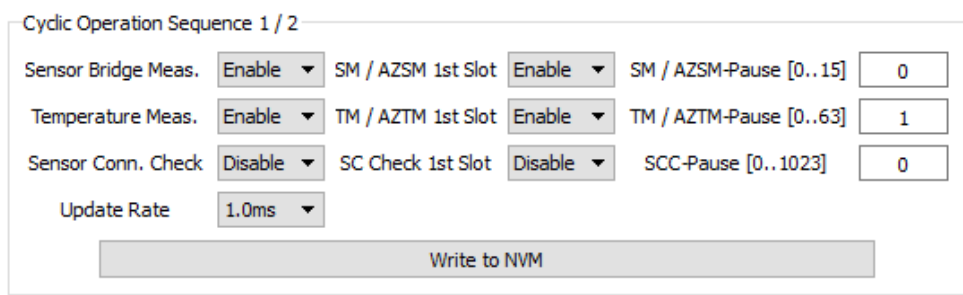 Cyclic Operation Sequence 1 / 2
Sensor Bridge Meas. Enable SM / AZSM 1st Slot Enable SM / AZSM-Pause [0..15] 0
Temperature Meas. Enable TM / AZTM 1st Slot Enable TM / AZTM-Pause [0..63] 1
Sensor Conn. Check Disable SC Check 1st Slot Disable SCC-Pause [0..1023] 0
Update Rate 1.0ms
Write to NVM